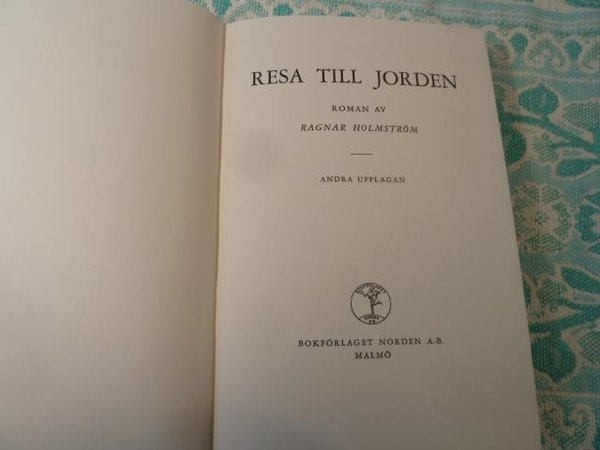 RESA TILL JORDEN
ROMAN AV
RAGNAR HOLMSTRÖM
ANDRA UPPLAGAN
BOKFÖRLAGET NORDEN A.-B.
MALMÖ